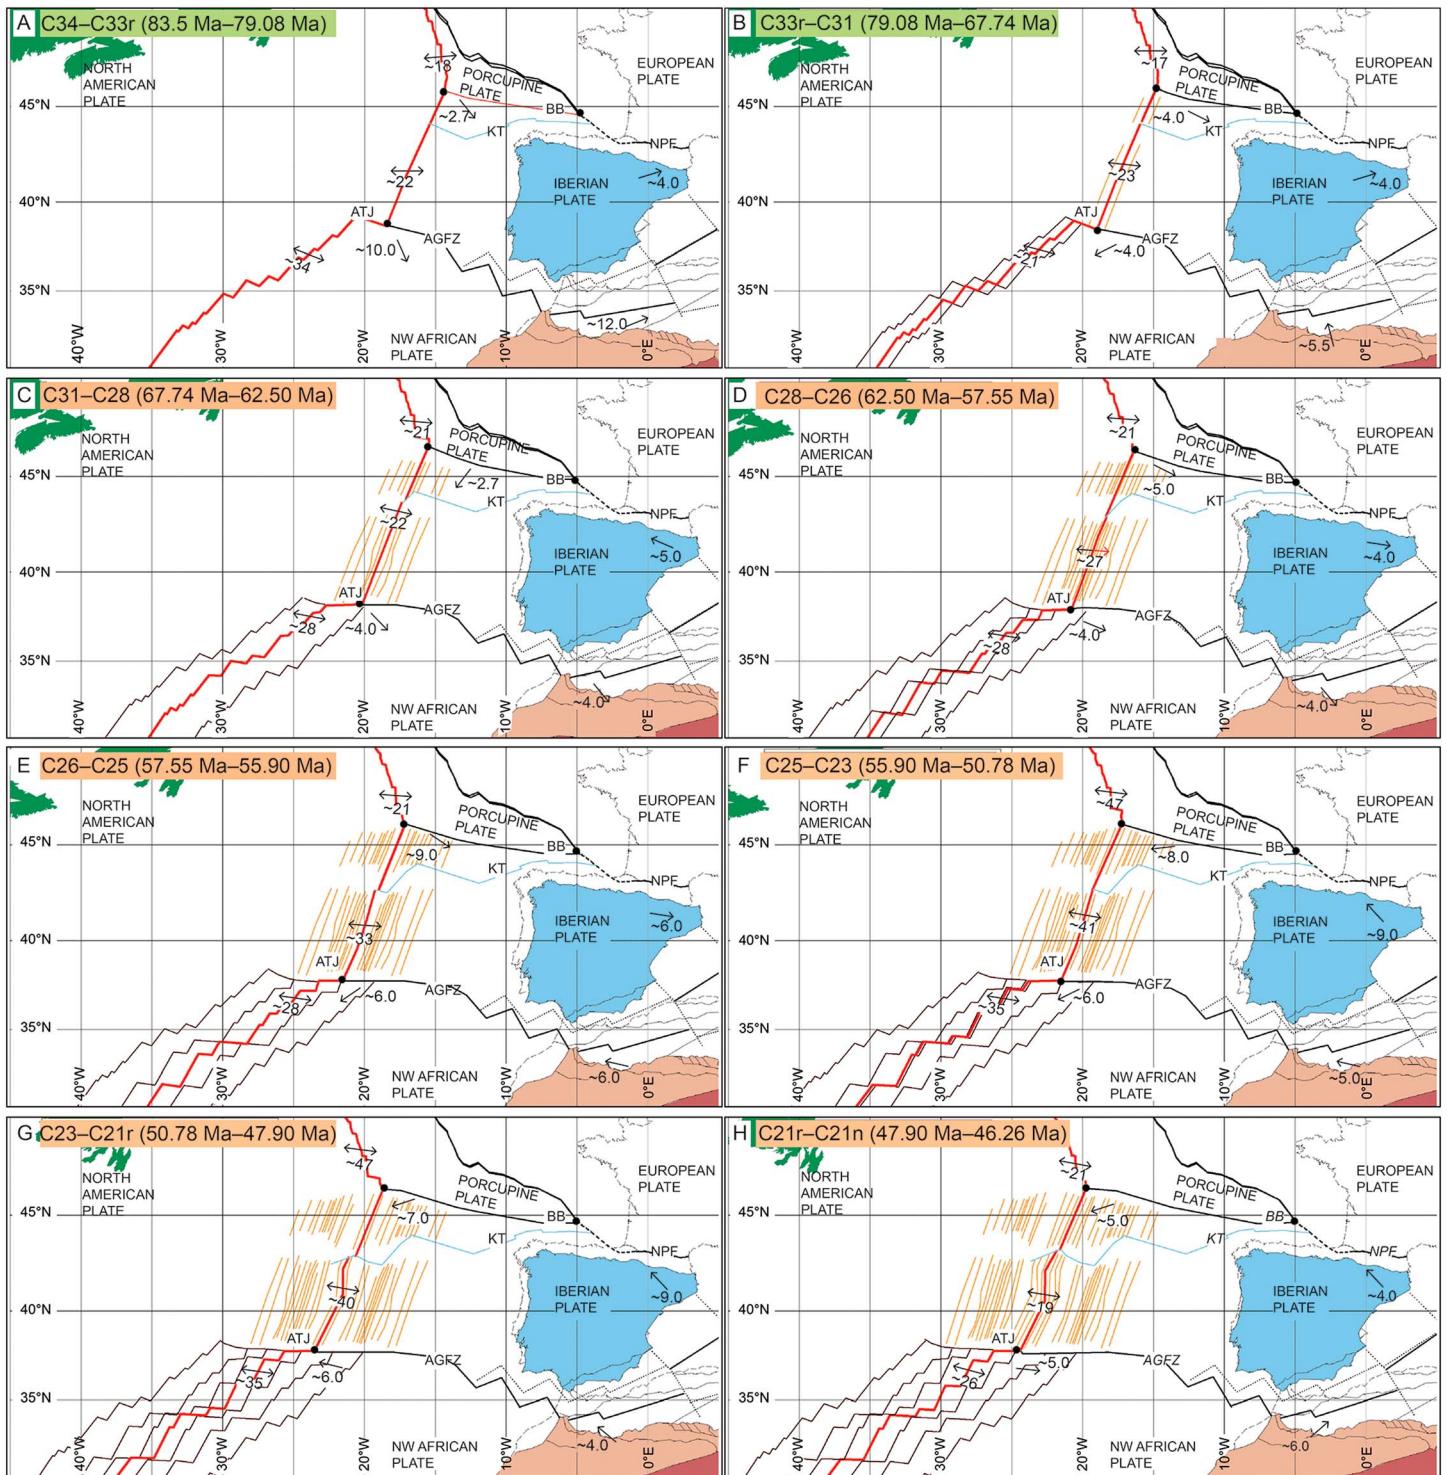 A C34–C33r (83.5 Ma–79.08 Ma)
NORTH
AMERICAN
PLATE
~18
PORCUPINE
PLATE
EUROPEAN
PLATE
45°N
BB
~2.7
KT
NPF
~22
IBERIAN
PLATE
~4.0
40°N
ATJ
AGFZ
~10.0
~34
35°N
~12.0
40°W
30°W
20°W
NW AFRICAN
PLATE
10°W
0°E
B C33r–C31 (79.08 Ma–67.74 Ma)
NORTH
AMERICAN
PLATE
~17
PORCUPINE
PLATE
EUROPEAN
PLATE
45°N
BB
~4.0
KT
NPF
~23
IBERIAN
PLATE
~4.0
40°N
ATJ
AGFZ
~4.0
~21
35°N
~5.5
40°W
30°W
20°W
NW AFRICAN
PLATE
10°W
0°E
C C31–C28 (67.74 Ma–62.50 Ma)
NORTH
AMERICAN
PLATE
~21
PORCUPINE
PLATE
EUROPEAN
PLATE
45°N
BB
~2.7
KT
NPF
~22
IBERIAN
PLATE
~5.0
40°N
ATJ
AGFZ
~28
~4.0
35°N
~4.0
40°W
30°W
20°W
NW AFRICAN
PLATE
10°W
0°E
D C28–C26 (62.50 Ma–57.55 Ma)
NORTH
AMERICAN
PLATE
~21
PORCUPINE
PLATE
EUROPEAN
PLATE
45°N
BB
~5.0
KT
NPF
~27
IBERIAN
PLATE
~4.0
40°N
ATJ
AGFZ
~4.0
~28
35°N
~4.0
40°W
30°W
20°W
NW AFRICAN
PLATE
10°W
0°E
E C26–C25 (57.55 Ma–55.90 Ma)
NORTH
AMERICAN
PLATE
~21
PORCUPINE
PLATE
EUROPEAN
PLATE
45°N
BB
~9.0
KT
NPF
~33
IBERIAN
PLATE
~6.0
40°N
ATJ
AGFZ
~6.0
~28
35°N
~6.0
40°W
30°W
20°W
NW AFRICAN
PLATE
10°W
0°E
F C25–C23 (55.90 Ma–50.78 Ma)
NORTH
AMERICAN
PLATE
~47
PORCUPINE
PLATE
EUROPEAN
PLATE
45°N
BB
~8.0
KT
NPF
~41
IBERIAN
PLATE
~9.0
40°N
ATJ
AGFZ
~6.0
~35
35°N
~5.0
40°W
30°W
20°W
NW AFRICAN
PLATE
10°W
0°E
G C23–C21r (50.78 Ma–47.90 Ma)
NORTH
AMERICAN
PLATE
~47
PORCUPINE
PLATE
EUROPEAN
PLATE
45°N
BB
~7.0
KT
NPF
~40
IBERIAN
PLATE
~9.0
40°N
ATJ
AGFZ
~35
~6.0
35°N
~4.0
40°W
30°W
20°W
NW AFRICAN
PLATE
10°W
0°E
H C21r–C21n (47.90 Ma–46.26 Ma)
NORTH
AMERICAN
PLATE
~21
PORCUPINE
PLATE
EUROPEAN
PLATE
45°N
BB
~5.0
KT
NPF
~19
IBERIAN
PLATE
~4.0
40°N
ATJ
AGFZ
~5.0
~26
35°N
~6.0
40°W
30°W
20°W
NW AFRICAN
PLATE
10°W
0°E